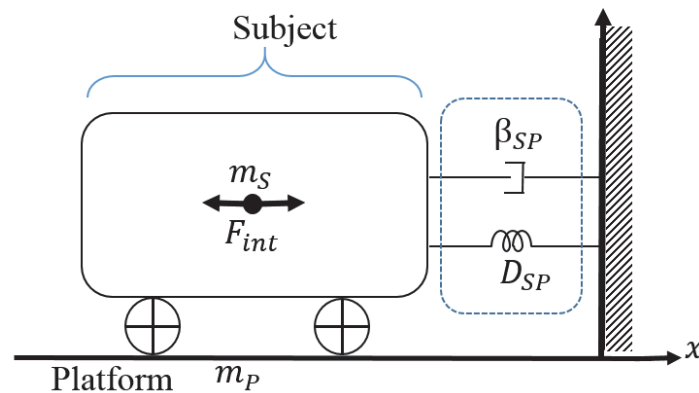 Subject
β_SP
m_S
F_int
D_SP
x
Platform m_P